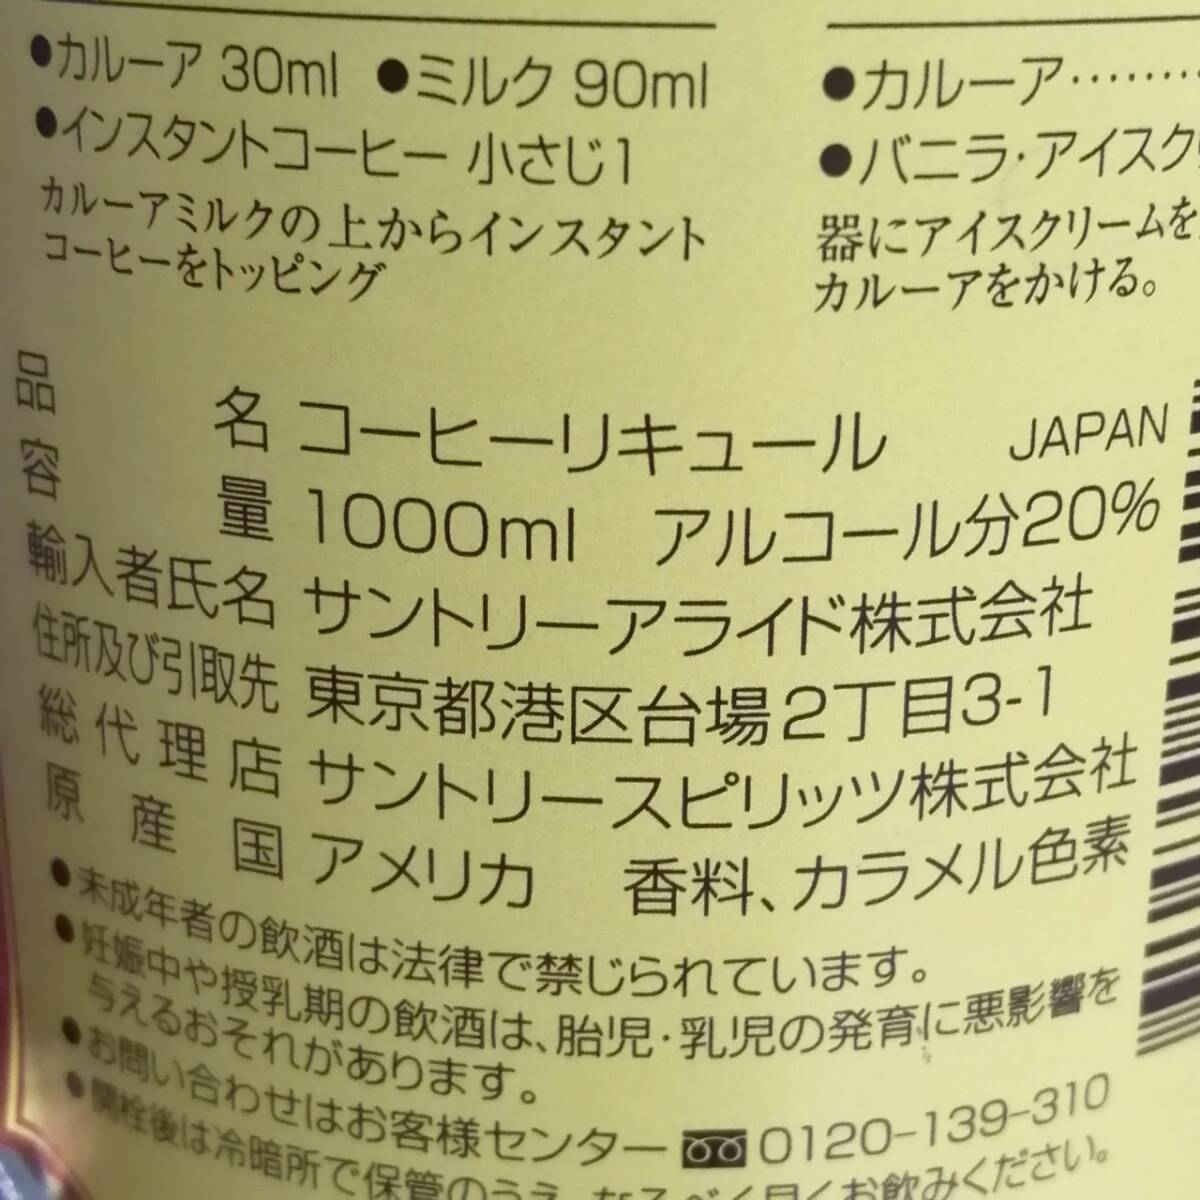 ●カルーア 30ml ●ミルク 90ml
●インスタントコーヒー 小さじ1
カルーアミルクの上からインスタント
コーヒーをトッピング
●カルーア………
●バニラ・アイスク
器にアイスクリームを
カルーアをかける。
品名 コーヒーリキュール JAPAN
容量 1000ml アルコール分20%
輸入者氏名 サントリーアライド株式会社
住所及び引取先 東京都港区台場2丁目3-1
総代理店 サントリースピリッツ株式会社
原産国 アメリカ 香料、カラメル色素
●未成年者の飲酒は法律で禁じられています。
●妊娠中や授乳期の飲酒は、胎児・乳児の発育に悪影響を
与えるおそれがあります。
●お問い合わせはお客様センター 0120-139-310
●開栓後は冷暗所で保管のうえ、なるべく早くお飲みください。